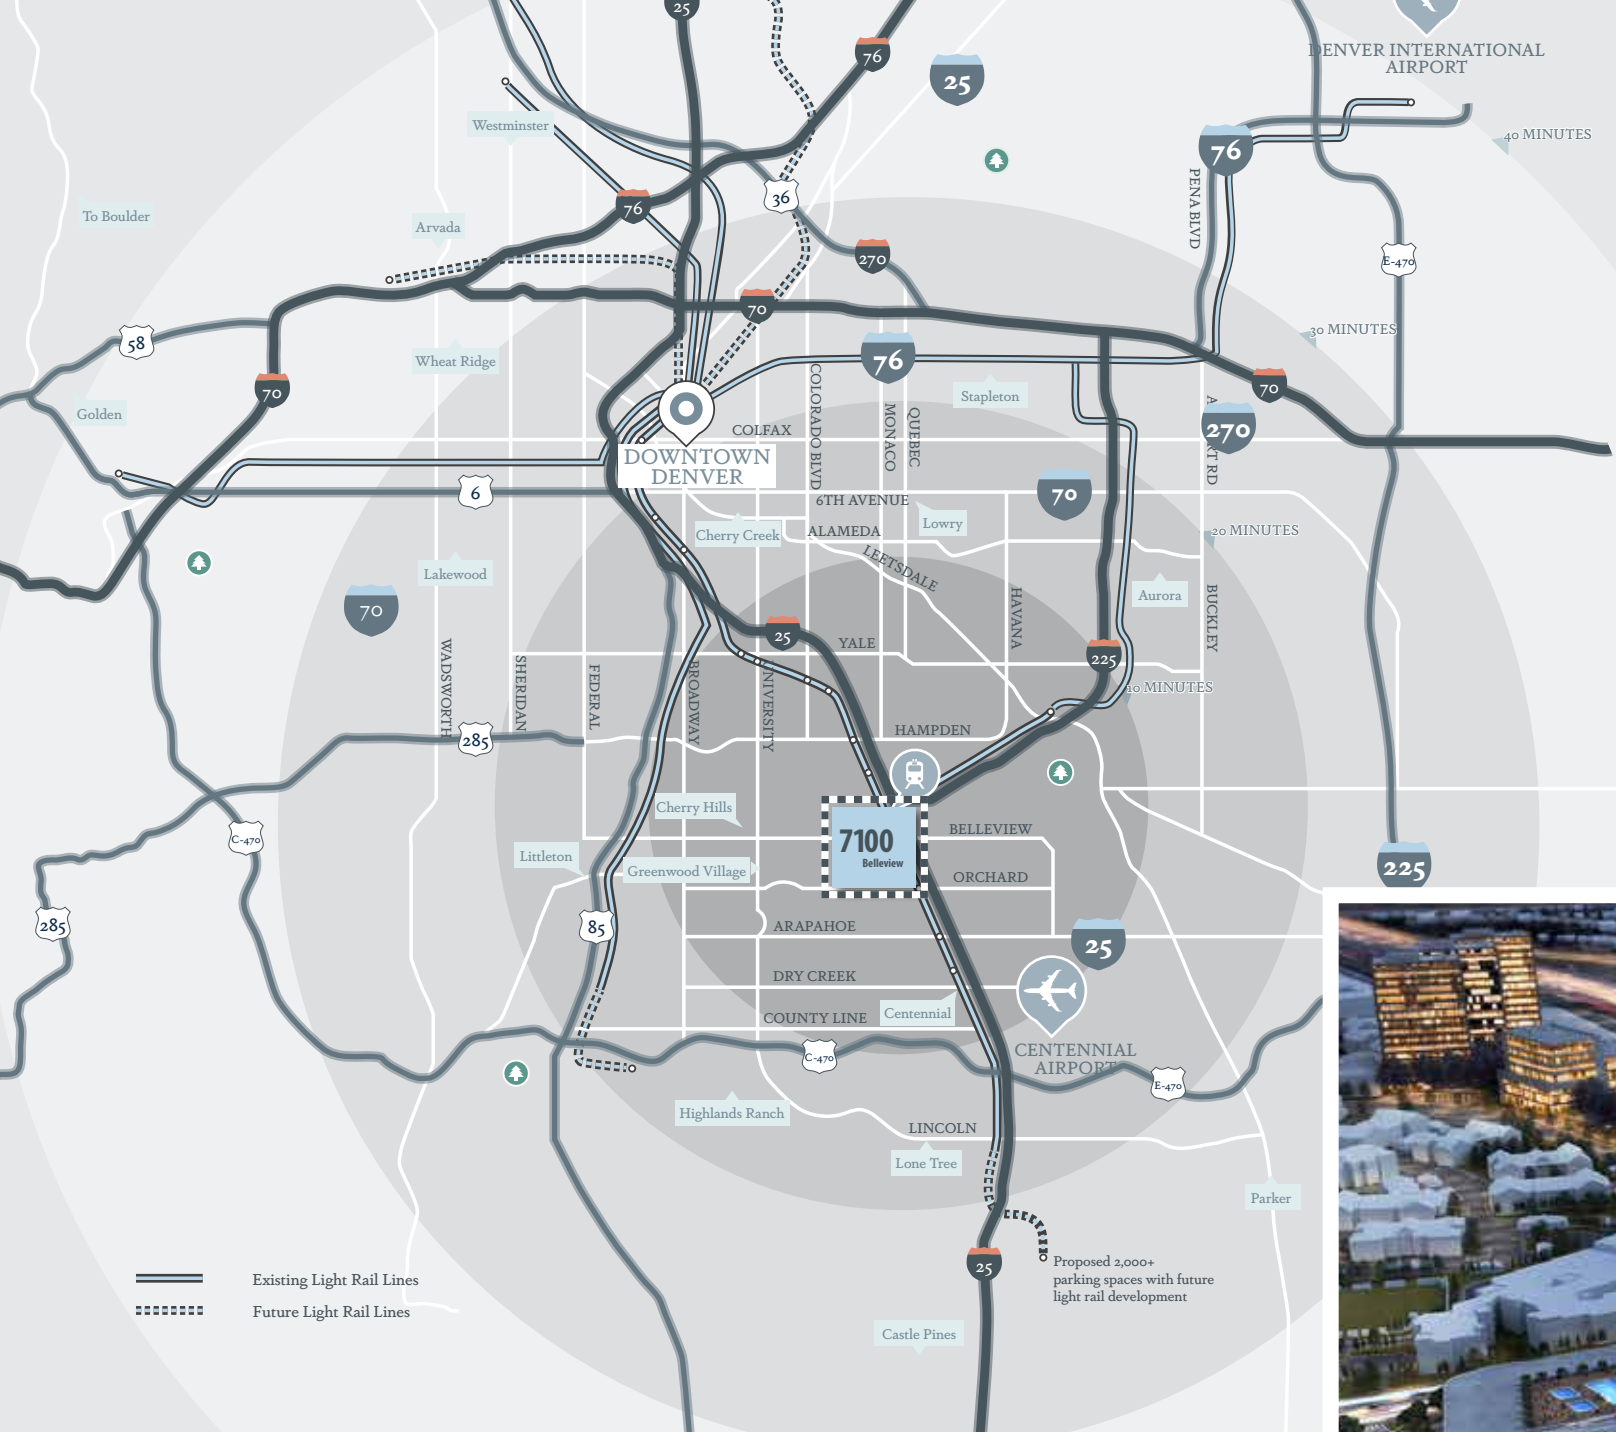 25
76
25
DENVER INTERNATIONAL
AIRPORT
Westminster
40 MINUTES
76
PENA BLVD
36
76
To Boulder
Arvada
270
E-470
70
30 MINUTES
58
Wheat Ridge
76
70
70
Stapleton
Golden
COLORADO BLVD
MONACO
QUEBEC
COLFAX
270
DOWNTOWN
DENVER
6
70
6TH AVENUE
Lowry
Cherry Creek
ALAMEDA
20 MINUTES
LEETSDALE
Lakewood
70
Aurora
HAVANA
BUCKLEY
25
YALE
225
WADSWORTH
SHERIDAN
FEDERAL
BROADWAY
10 MINUTES
HAMPDEN
285
Cherry Hills
C-470
7100
Belleview
BELLEVIEW
Littleton
Greenwood Village
225
ORCHARD
285
85
ARAPAHOE
25
DRY CREEK
Centennial
COUNTY LINE
C-470
CENTENNIAL
AIRPORT
E-470
Highlands Ranch
LINCOLN
Lone Tree
Parker
25
Proposed 2,000+
parking spaces with future
light rail development
Existing Light Rail Lines
Future Light Rail Lines
Castle Pines